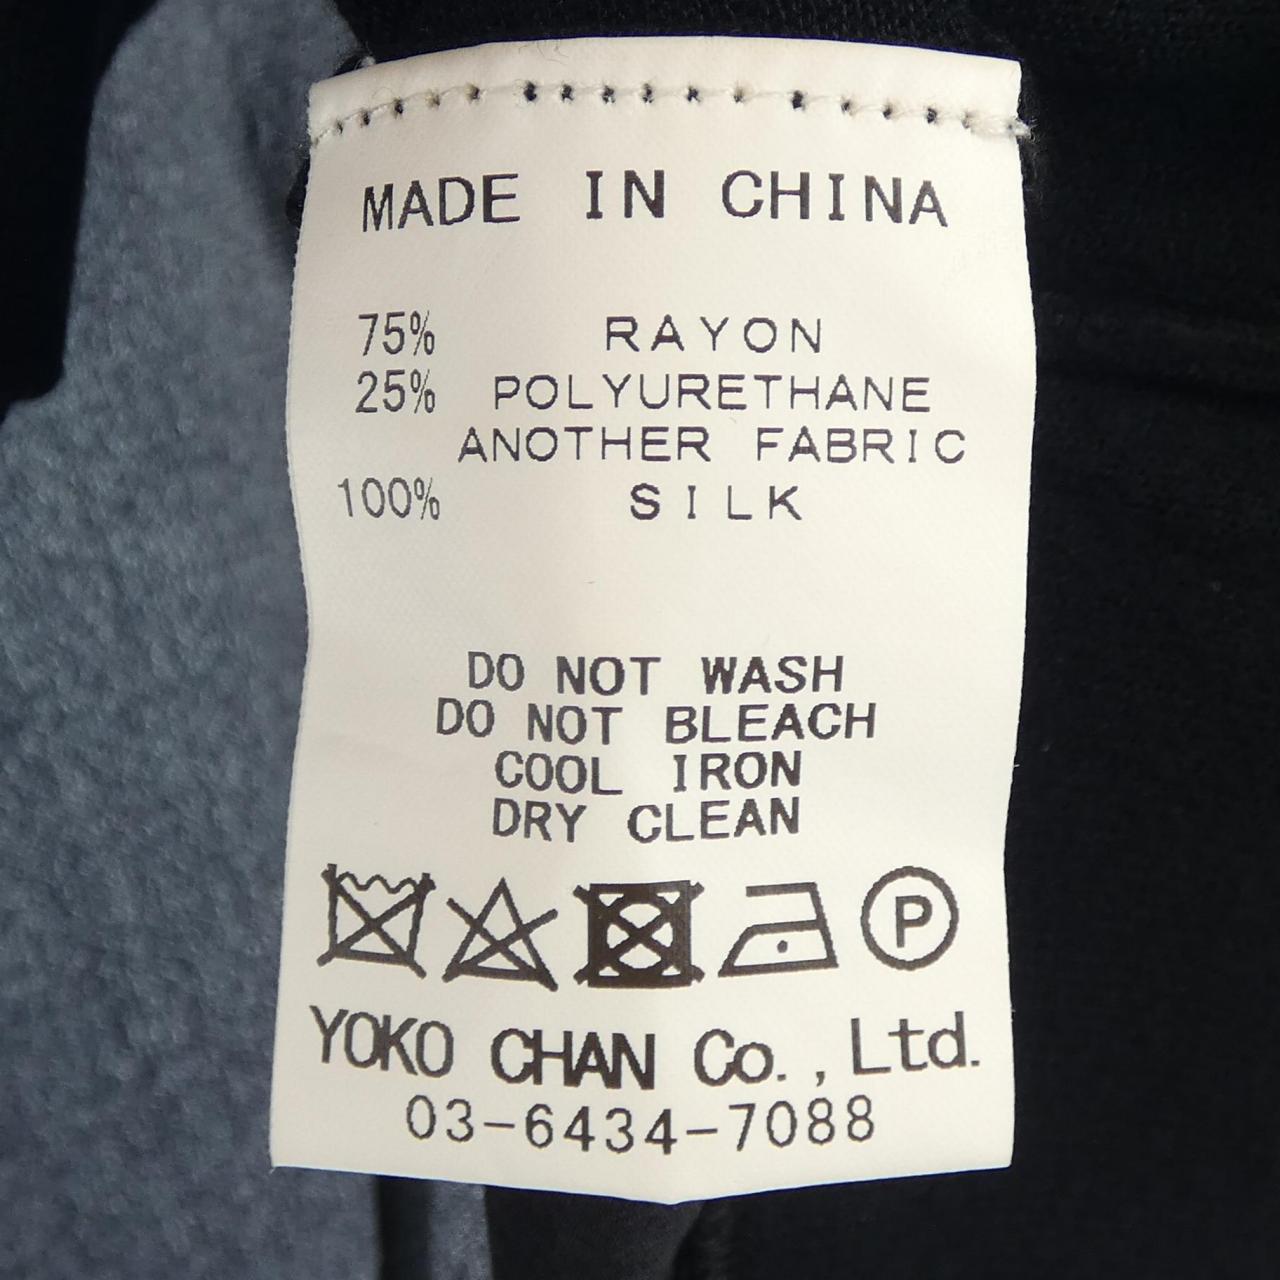 MADE IN CHINA
75% RAYON
25% POLYURETHANE
ANOTHER FABRIC
100% SILK
DO NOT WASH
DO NOT BLEACH
COOL IRON
DRY CLEAN
P
YOKO CHAN Co., Ltd.
03-6434-7088